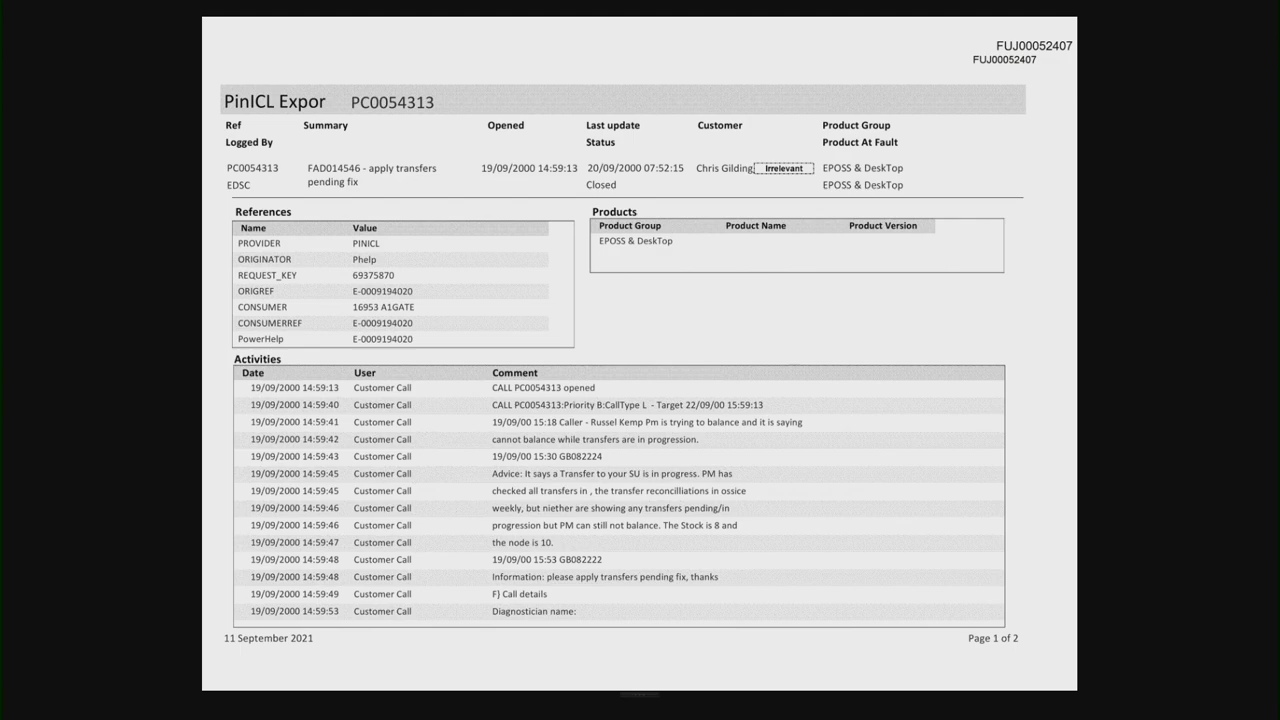 FUJ00052407
FUJ00052407
PinICL Expor PC0054313
Ref Summary Opened Last update Customer Product Group
Logged By Status Product At Fault
PC0054313 FAD014546 - apply transfers 19/09/2000 14:59:13 20/09/2000 07:52:15 Chris Gilding Irrelevant EPOSS & DeskTop
EDSC pending fix Closed EPOSS & DeskTop
References
Name Value
PROVIDER PINICL
ORIGINATOR Phelp
REQUEST_KEY 69375870
ORIGREF E-0009194020
CONSUMER 16953 A1GATE
CONSUMERREF E-0009194020
PowerHelp E-0009194020
Products
Product Group Product Name Product Version
EPOSS & DeskTop
Activities
Date User Comment
19/09/2000 14:59:13 Customer Call CALL PC0054313 opened
19/09/2000 14:59:40 Customer Call CALL PC0054313:Priority B:CallType L - Target 22/09/00 15:59:13
19/09/2000 14:59:41 Customer Call 19/09/00 15:18 Caller - Russel Kemp Pm is trying to balance and it is saying
19/09/2000 14:59:42 Customer Call cannot balance while transfers are in progression.
19/09/2000 14:59:43 Customer Call 19/09/00 15:30 GB082224
19/09/2000 14:59:45 Customer Call Advice: It says a Transfer to your SU is in progress. PM has
19/09/2000 14:59:45 Customer Call checked all transfers in , the transfer reconcilliations in ossice
19/09/2000 14:59:46 Customer Call weekly, but niether are showing any transfers pending/in
19/09/2000 14:59:46 Customer Call progression but PM can still not balance. The Stock is 8 and
19/09/2000 14:59:47 Customer Call the node is 10.
19/09/2000 14:59:48 Customer Call 19/09/00 15:53 GB082222
19/09/2000 14:59:48 Customer Call Information: please apply transfers pending fix, thanks
19/09/2000 14:59:49 Customer Call F) Call details
19/09/2000 14:59:53 Customer Call Diagnostician name:
11 September 2021 Page 1 of 2